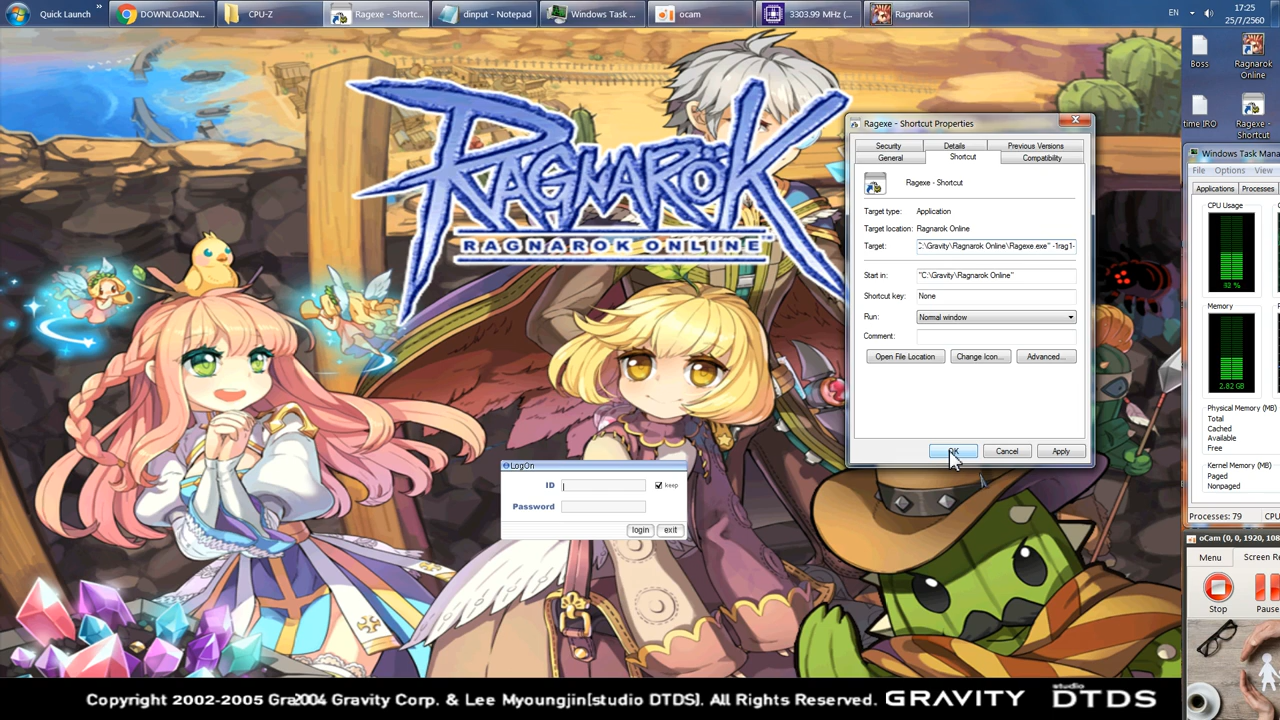 Quick Launch
»
DOWNLOADIN...
CPU-Z
Ragexe - Shortc...
dinput - Notepad
Windows Task ...
ocam
3303.99 MHz (...
Ragnarok
EN
17:25
25/7/2560
Boss
Ragnarok
Online
time IRO
Ragexe -
Shortcut
RAGNARÖK
RAGNAROK ONLINE
Ragexe - Shortcut Properties
Security
Details
Previous Versions
General
Shortcut
Compatibility
Ragexe - Shortcut
Target type:
Application
Target location:
Ragnarok Online
Target:
:\Gravity\Ragnarok Online\Ragexe.exe" -1rag1-
Start in:
"C:\Gravity\Ragnarok Online"
Shortcut key:
None
Run:
Normal window
Comment:
Open File Location
Change Icon...
Advanced...
OK
Cancel
Apply
Windows Task Mana
File
Options
View
Applications
Processes
CPU Usage
32 %
Memory
2.82 GB
Physical Memory (MB)
Total
Cached
Available
Free
Kernel Memory (MB)
Paged
Nonpaged
Processes: 79
CPU
oCam (0, 0, 1920, 108
Menu
Screen Re
Stop
Pause
LogOn
ID
keep
Password
login
exit
Copyright 2002-2005 Gra2004 Gravity Corp. & Lee Myoungjin(studio DTDS). All Rights Reserved.
GRAVITY
studio
DTDS